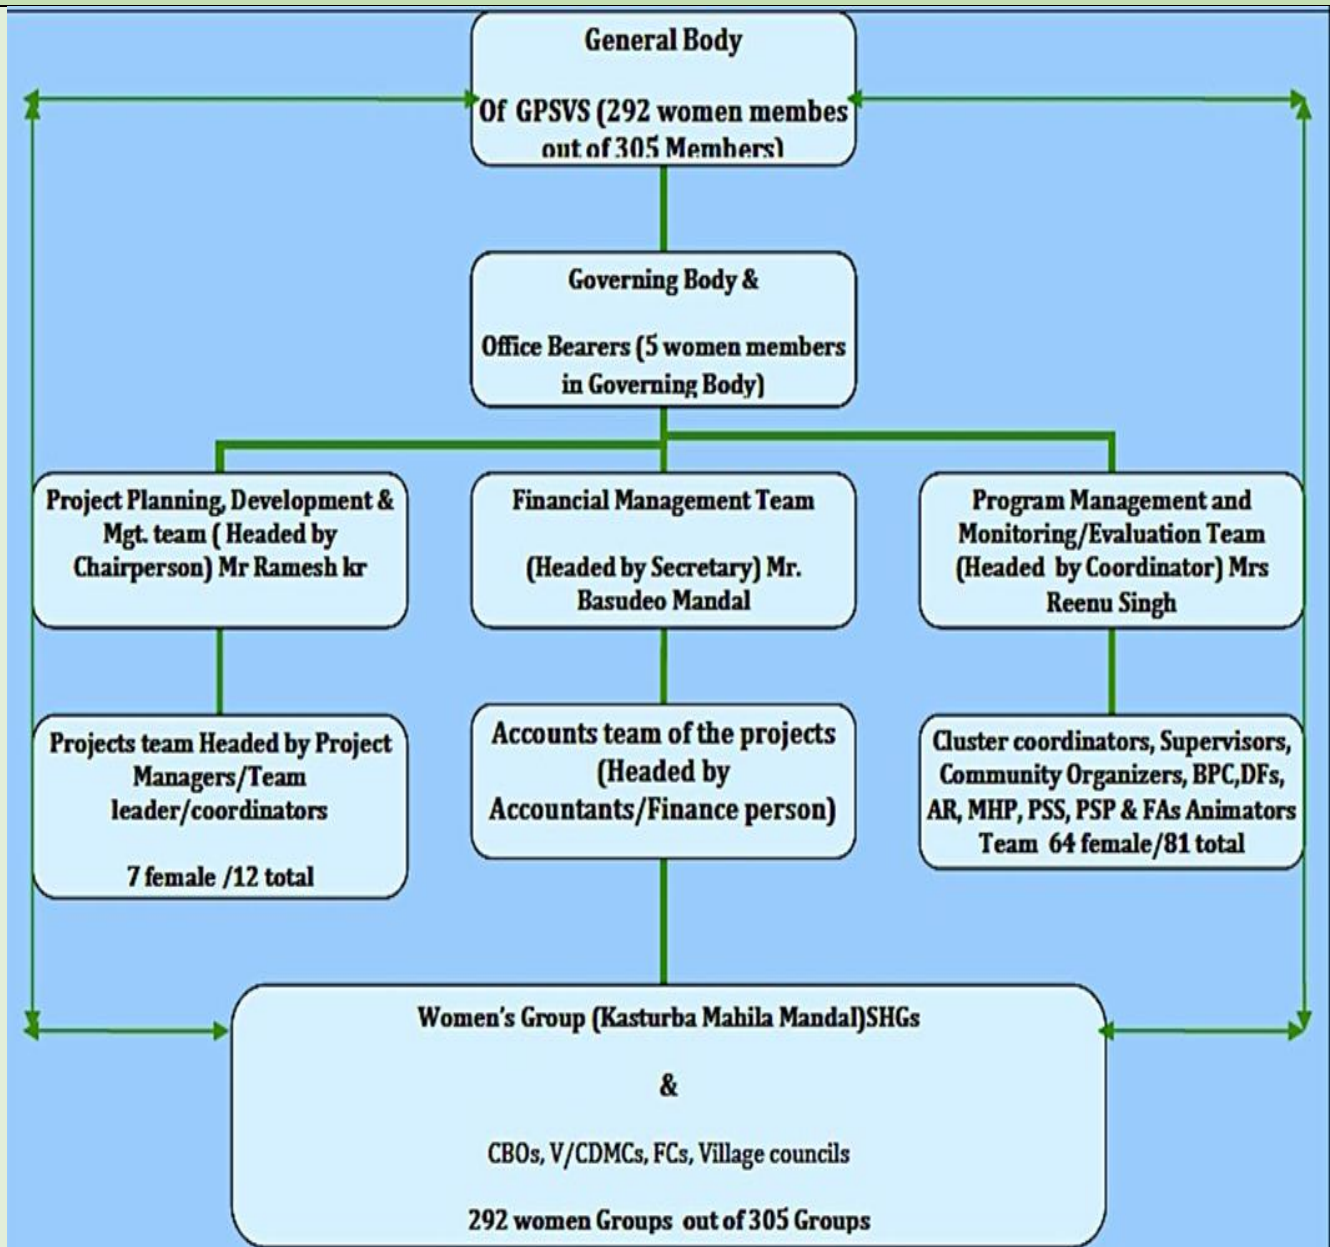 General Body
Of GPSVS (292 women membes
out of 305 Members)
Governing Body &
Office Bearers (5 women members
in Governing Body)
Project Planning, Development &
Mgt. team ( Headed by
Chairperson) Mr Ramesh kr
Financial Management Team
(Headed by Secretary) Mr.
Basudeo Mandal
Program Management and
Monitoring/Evaluation Team
(Headed by Coordinator) Mrs
Reenu Singh
Projects team Headed by Project
Managers/Team
leader/coordinators
7 female /12 total
Accounts team of the projects
(Headed by
Accountants/Finance person)
Cluster coordinators, Supervisors,
Community Organizers, BPC,DFs,
AR, MHP, PSS, PSP & FAs Animators
Team 64 female/81 total
Women's Group (Kasturba Mahila Mandal)SHGs
&
CBOs, V/CDMCs, FCs, Village councils
292 women Groups out of 305 Groups